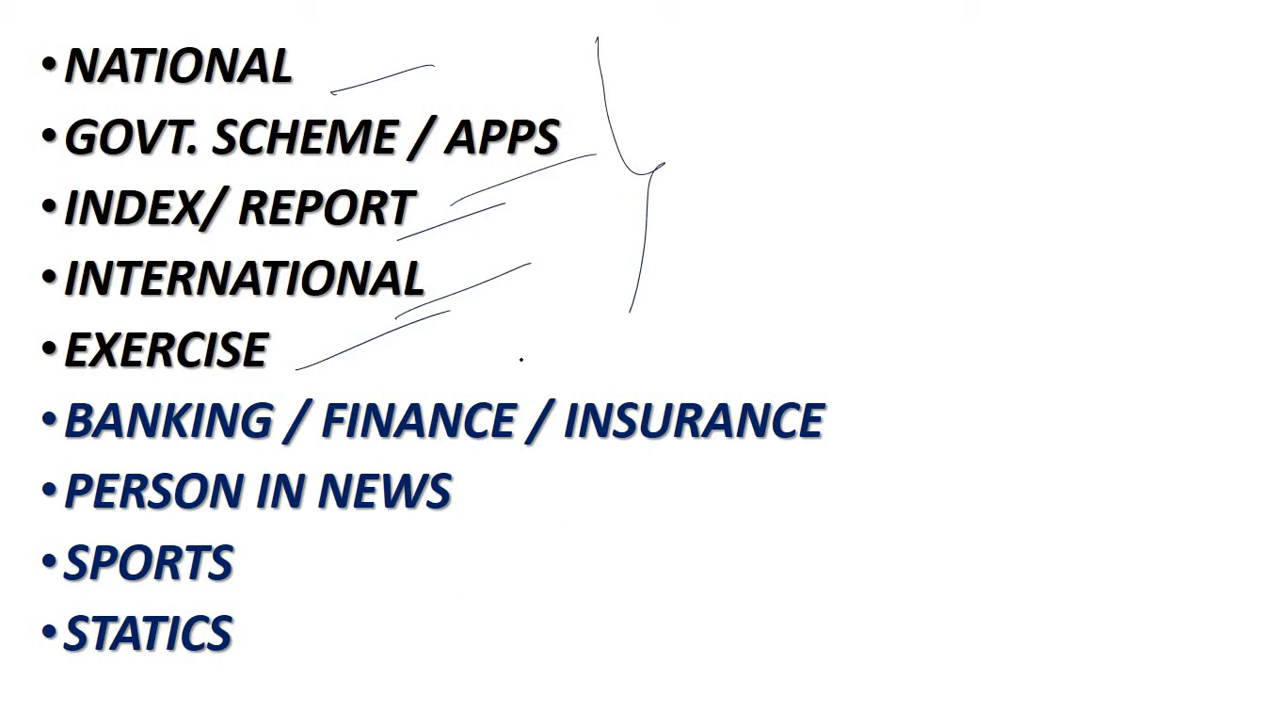 • NATIONAL
• GOVT. SCHEME / APPS
• INDEX/ REPORT
• INTERNATIONAL
• EXERCISE
• BANKING / FINANCE / INSURANCE
• PERSON IN NEWS
• SPORTS
• STATICS